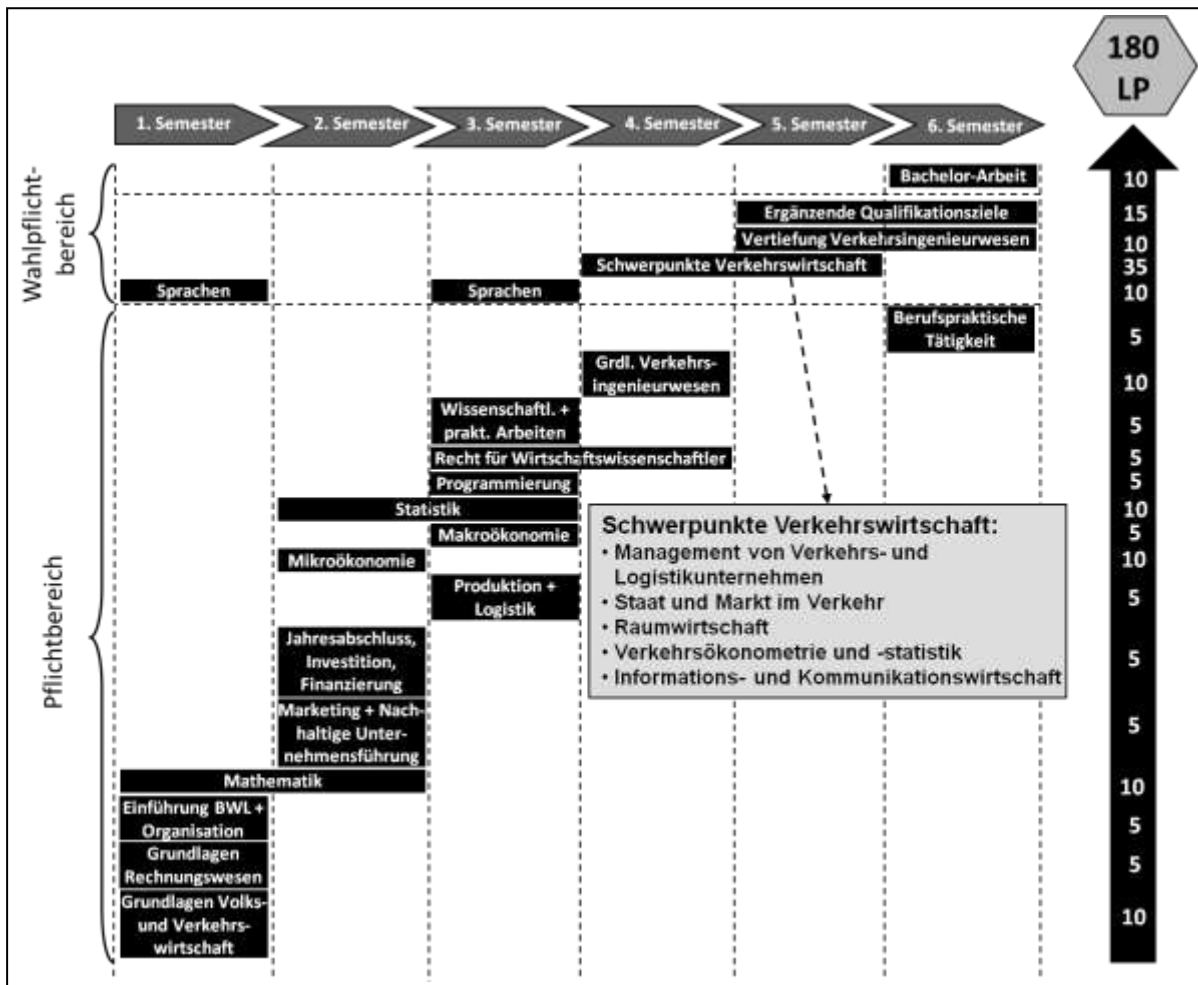 180
LP
1. Semester
2. Semester
3. Semester
4. Semester
5. Semester
6. Semester
Wahlpflicht-
bereich
Bachelor-Arbeit
10
Ergänzende Qualifikationsziele
15
Vertiefung Verkehrsingenieurwesen
10
Schwerpunkte Verkehrswirtschaft
35
Sprachen
Sprachen
10
Pflichtbereich
Berufspraktische
Tätigkeit
5
Grdl. Verkehrs-
ingenieurwesen
10
Wissenschaftl. +
prakt. Arbeiten
5
Recht für Wirtschaftswissenschaftler
5
Programmierung
5
Statistik
10
Makroökonomie
5
Mikroökonomie
10
Produktion +
Logistik
5
Schwerpunkte Verkehrswirtschaft:
• Management von Verkehrs- und
Logistikunternehmen
• Staat und Markt im Verkehr
• Raumwirtschaft
• Verkehrsökonometrie und -statistik
• Informations- und Kommunikationswirtschaft
Jahresabschluss,
Investition,
Finanzierung
5
Marketing + Nach-
haltige Unter-
nehmensführung
5
Mathematik
10
Einführung BWL +
Organisation
5
Grundlagen
Rechnungswesen
5
Grundlagen Volks-
und Verkehrs-
wirtschaft
10